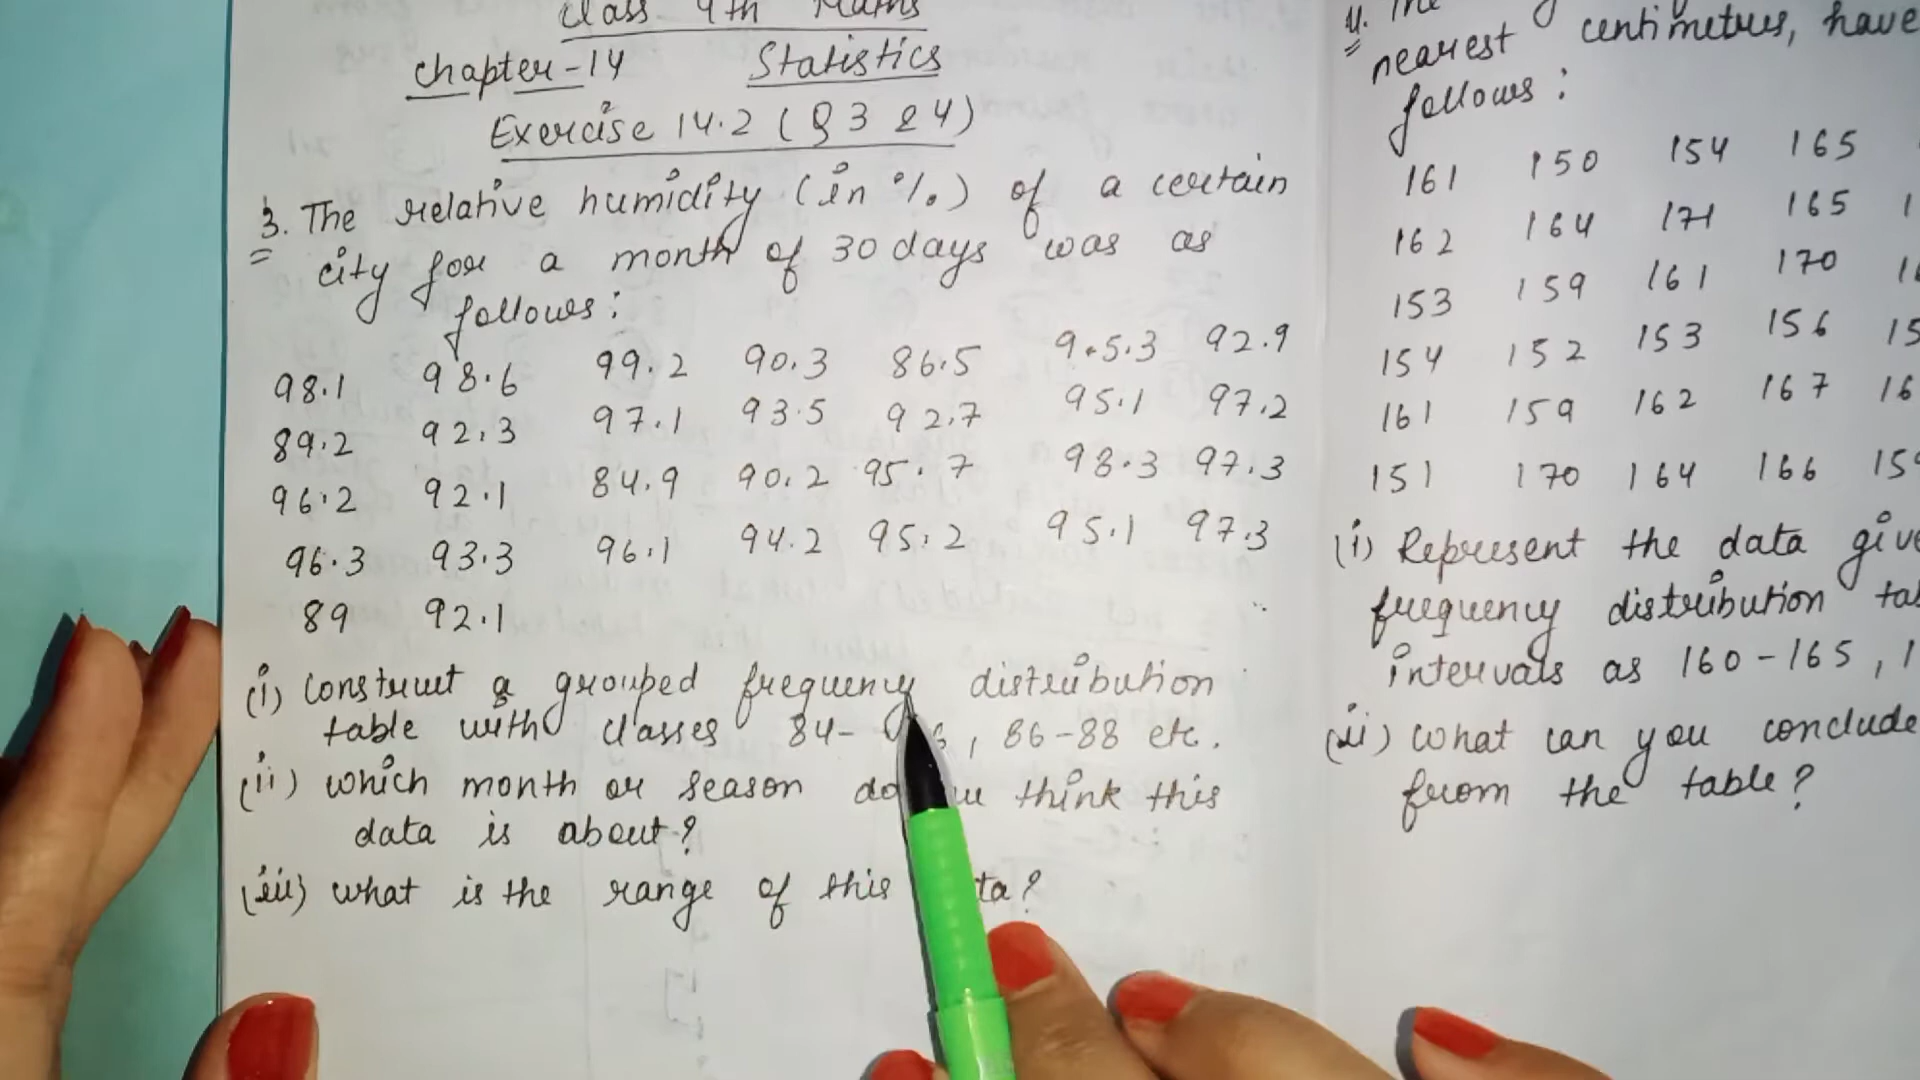 Class 9th Maths
Chapter-14 Statistics
Exercise 14.2 (Q 3 & 4)
3. The relative humidity (in %) of a certain
city for a month of 30 days was as
follows:
98.1 98.6 99.2 90.3 86.5 9.5.3 92.9
89.2 92.3 97.1 93.5 92.7 95.1 97.2
96.2 92.1 84.9 90.2 95.7 98.3 97.3
96.3 93.3 96.1 94.2 95.2 95.1 97.3
89 92.1
(i) Construct a grouped frequency distribution
table with classes 84- 86, 86-88 etc.
(ii) which month or season do think this
data is about?
(iii) what is the range of this
4. The
nearest centimetres, have
follows:
161 150 154 165
162 164 171 165
153 159 161 170
154 152 153 156
161 159 162 167
151 170 164 166
(i) Represent the data
frequency distribution
intervals as 160-165,
(ii) What can you conclude
from the table?